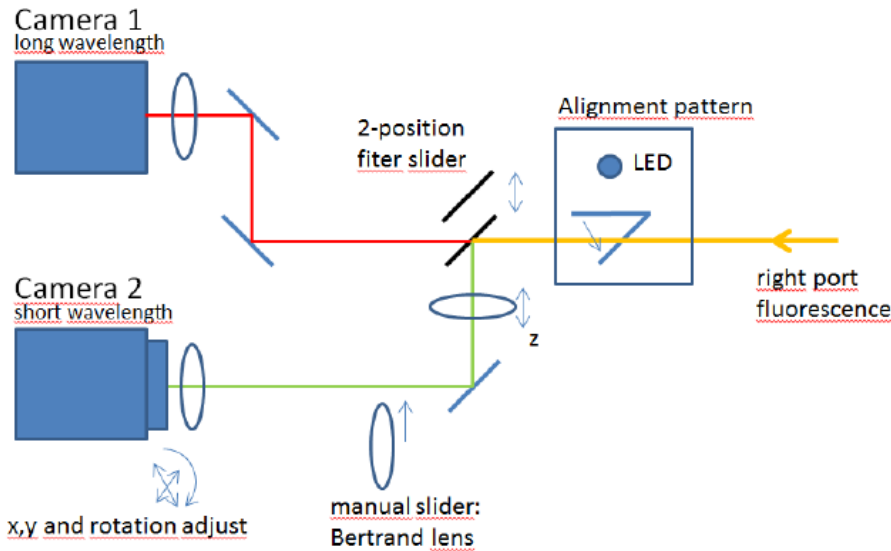 Camera 1
long wavelength
2-position
fiter slider
Alignment pattern
LED
right port
fluorescence
Camera 2
short wavelength
z
x,y and rotation adjust
manual slider:
Bertrand lens